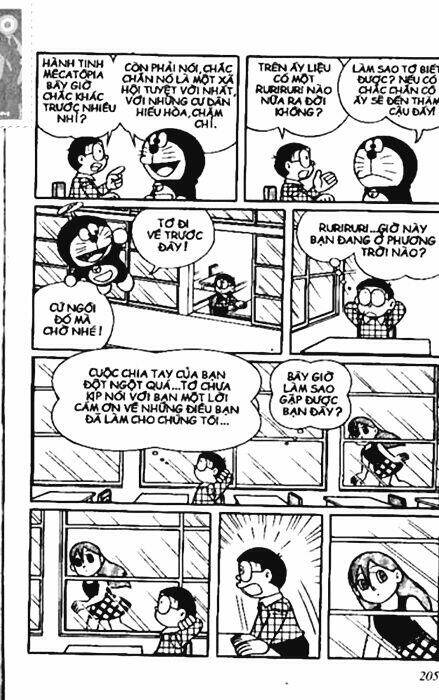 HÀNH TINH
MECATÔPIA
BÂY GIỜ
CHẮC KHÁC
TRƯỚC NHIỀU
NHỈ?
CÒN PHẢI NÓI, CHẮC
CHẮN NÓ LÀ MỘT XÃ
HỘI TUYỆT VỜI NHẤT,
VỚI NHỮNG CƯ DÂN
HIẾU HÒA, CHĂM
CHỈ.
TRÊN ẤY LIỆU
CÓ MỘT
RURIRURI NÀO
NỮA RA ĐỜI
KHÔNG?
LÀM SAO TỚ BIẾT
ĐƯỢC? NẾU CÓ
CHẮC CHẮN CÔ
ẤY SẼ ĐẾN THĂM
CẬU ĐẤY!
TỚ ĐI
VỀ TRƯỚC
ĐÂY!
CỨ NGỒI
ĐÓ MÀ
CHỜ NHÉ!
RURIRURI...GIỜ NÀY
BẠN ĐANG Ở PHƯƠNG
TRỜI NÀO?
CUỘC CHIA TAY CỦA BẠN
ĐỘT NGỘT QUÁ...TỚ CHƯA
KỊP NÓI VỚI BẠN MỘT LỜI
CẢM ƠN VỀ NHỮNG ĐIỀU BẠN
ĐÃ LÀM CHO CHÚNG TÔI...
BÂY GIỜ
LÀM SAO
GẶP ĐƯỢC
BẠN ĐÂY?
205